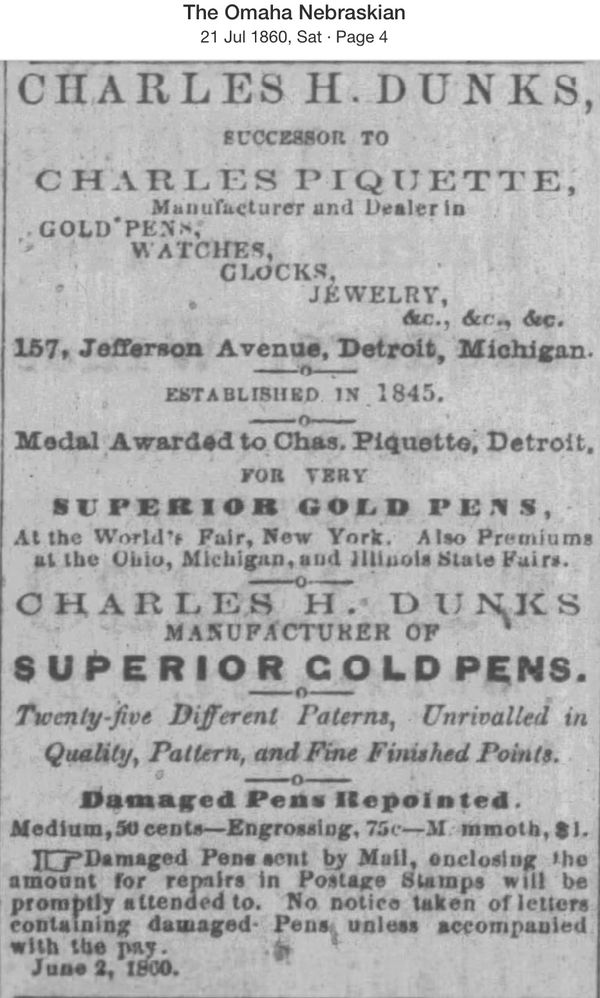 The Omaha Nebraskian
21 Jul 1860, Sat · Page 4
CHARLES H. DUNKS,
SUCCESSOR TO
CHARLES PIQUETTE,
Manufacturer and Dealer in
GOLD PENS,
WATCHES,
CLOCKS,
JEWELRY,
&c., &c., &c.
157, Jefferson Avenue, Detroit, Michigan.
ESTABLISHED IN 1845.
Medal Awarded to Chas. Piquette, Detroit,
FOR VERY
SUPERIOR GOLD PENS,
At the World's Fair, New York. Also Premiums
at the Ohio, Michigan, and Illinois State Fairs.
CHARLES H. DUNKS
MANUFACTURER OF
SUPERIOR GOLD PENS.
Twenty-five Different Paterns, Unrivalled in
Quality, Pattern, and Fine Finished Points.
Damaged Pens Repointed.
Medium, 50 cents—Engrossing, 75c—M mmoth, $1.
☞Damaged Pens sent by Mail, enclosing the
amount for repairs in Postage Stamps will be
promptly attended to. No notice taken of letters
containing damaged Pens, unless accompanied
with the pay.
June 2, 1860.